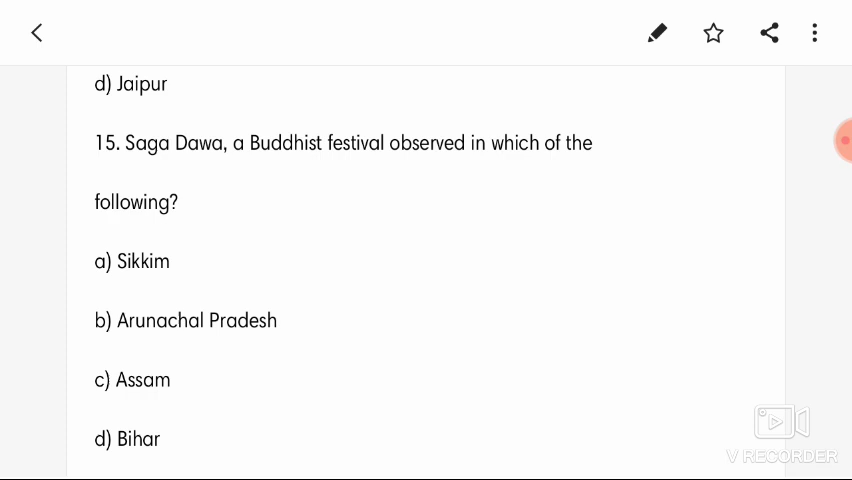 d) Jaipur
15. Saga Dawa, a Buddhist festival observed in which of the
following?
a) Sikkim
b) Arunachal Pradesh
c) Assam
d) Bihar
V RECORDER